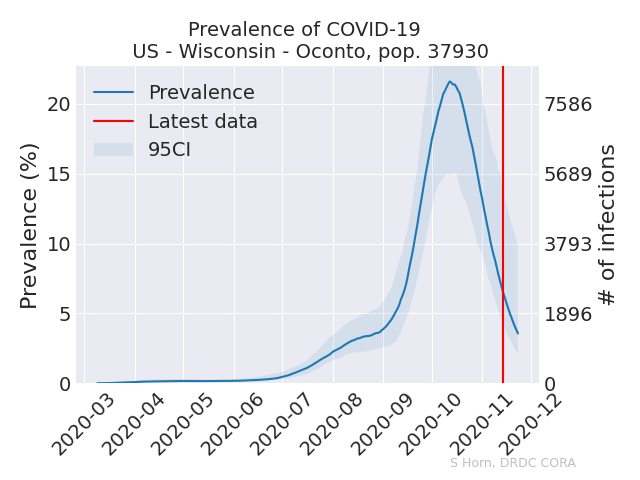 Prevalence of COVID-19
US - Wisconsin - Oconto, pop. 37930
Prevalence
Latest data
95CI
Prevalence (%)
20
15
10
5
0
7586
5689
3793
1896
0
# of infections
2020-03
2020-04
2020-05
2020-06
2020-07
2020-08
2020-09
2020-10
2020-11
2020-12
S Horn, DRDC CORA